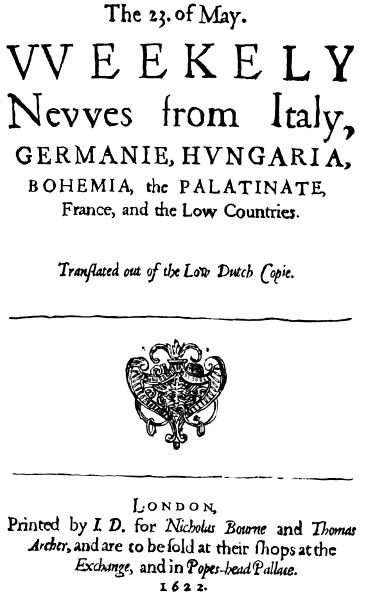 The 23. of May.
VVEEKELY
Nevves from Italy,
GERMANIE, HVNGARIA,
BOHEMIA, the PALATINATE,
France, and the Low Countries.
Tranſlated out of the Low Dutch Copie.
LONDON,
Printed by I. D. for Nicholas Bourne and Thomas
Archer, and are to be ſold at their ſhops at the
Exchange, and in Popes-head Pallace.
1622.